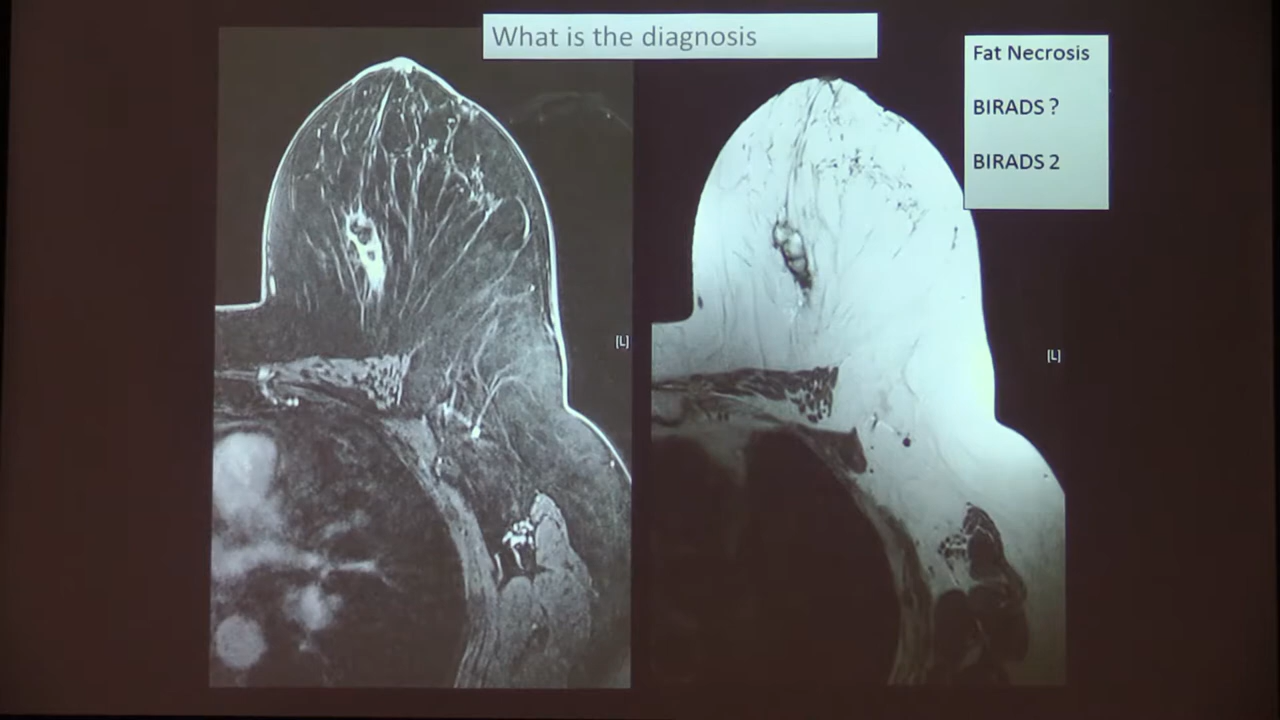 What is the diagnosis
Fat Necrosis
BIRADS ?
BIRADS 2
[L]
[L]